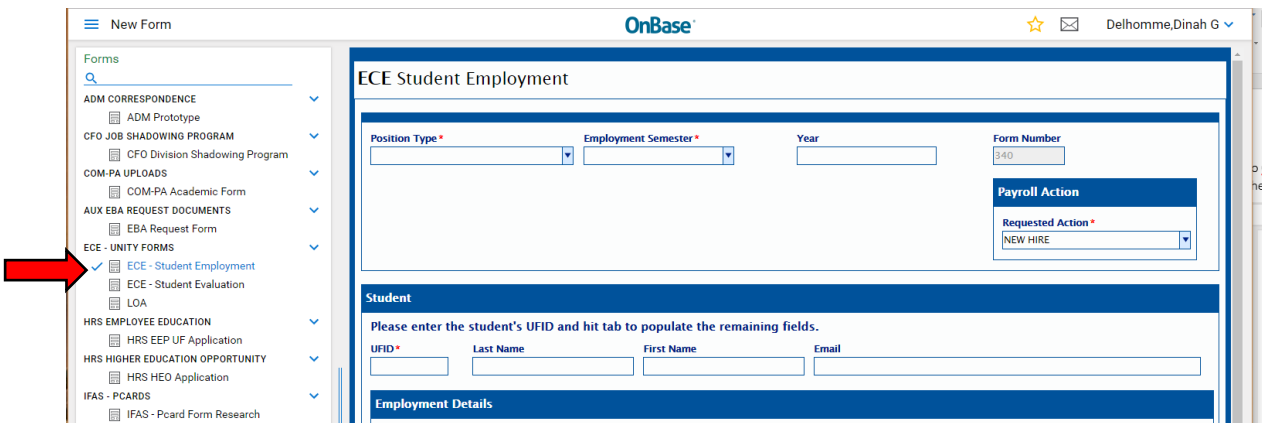 New Form
OnBase
Delhomme,Dinah G
Forms
ADM CORRESPONDENCE
ADM Prototype
CFO JOB SHADOWING PROGRAM
CFO Division Shadowing Program
COM-PA UPLOADS
COM-PA Academic Form
AUX EBA REQUEST DOCUMENTS
EBA Request Form
ECE - UNITY FORMS
ECE - Student Employment
ECE - Student Evaluation
LOA
HRS EMPLOYEE EDUCATION
HRS EEP UF Application
HRS HIGHER EDUCATION OPPORTUNITY
HRS HEO Application
IFAS - PCARDS
IFAS - Pcard Form Research
ECE Student Employment
Position Type * Employment Semester * Year Form Number
340
Payroll Action
Requested Action *
NEW HIRE
Student
Please enter the student's UFID and hit tab to populate the remaining fields.
UFID * Last Name First Name Email
Employment Details